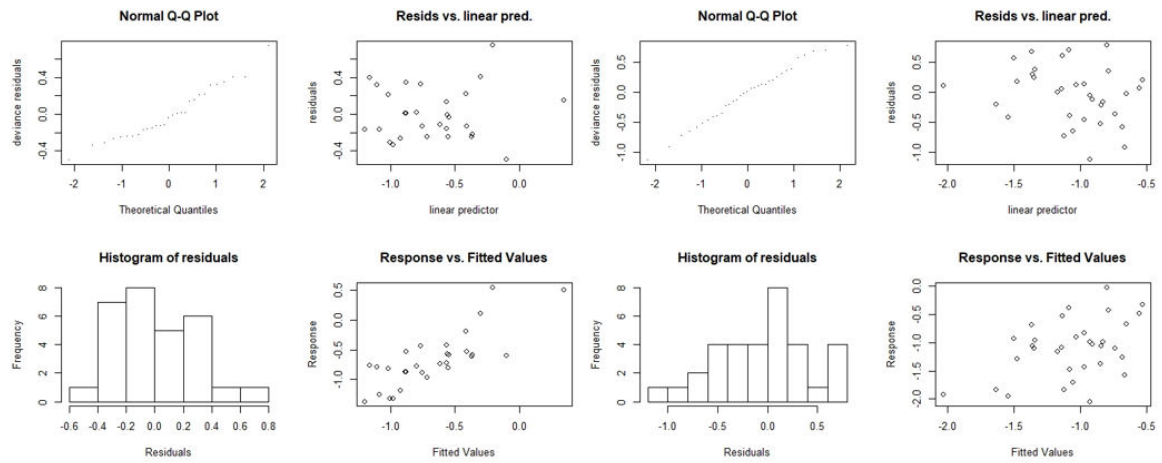 Normal Q-Q Plot
deviance residuals
0.4
0.0
-0.4
-2
-1
0
1
2
Theoretical Quantiles
Resids vs. linear pred.
residuals
0.4
0.0
-0.4
-1.0
-0.5
0.0
linear predictor
Normal Q-Q Plot
deviance residuals
0.5
0.0
-1.0
-2
-1
0
1
2
Theoretical Quantiles
Resids vs. linear pred.
residuals
0.5
0.0
-1.0
-2.0
-1.5
-1.0
-0.5
linear predictor
Histogram of residuals
Frequency
8
6
4
2
0
-0.6
-0.4
-0.2
0.0
0.2
0.4
0.6
0.8
Residuals
Response vs. Fitted Values
Response
0.5
0.0
-0.5
-1.0
-1.0
-0.5
0.0
Fitted Values
Histogram of residuals
Frequency
8
6
4
2
0
-1.0
-0.5
0.0
0.5
Residuals
Response vs. Fitted Values
Response
0.0
-0.5
-1.0
-1.5
-2.0
-2.0
-1.5
-1.0
-0.5
Fitted Values